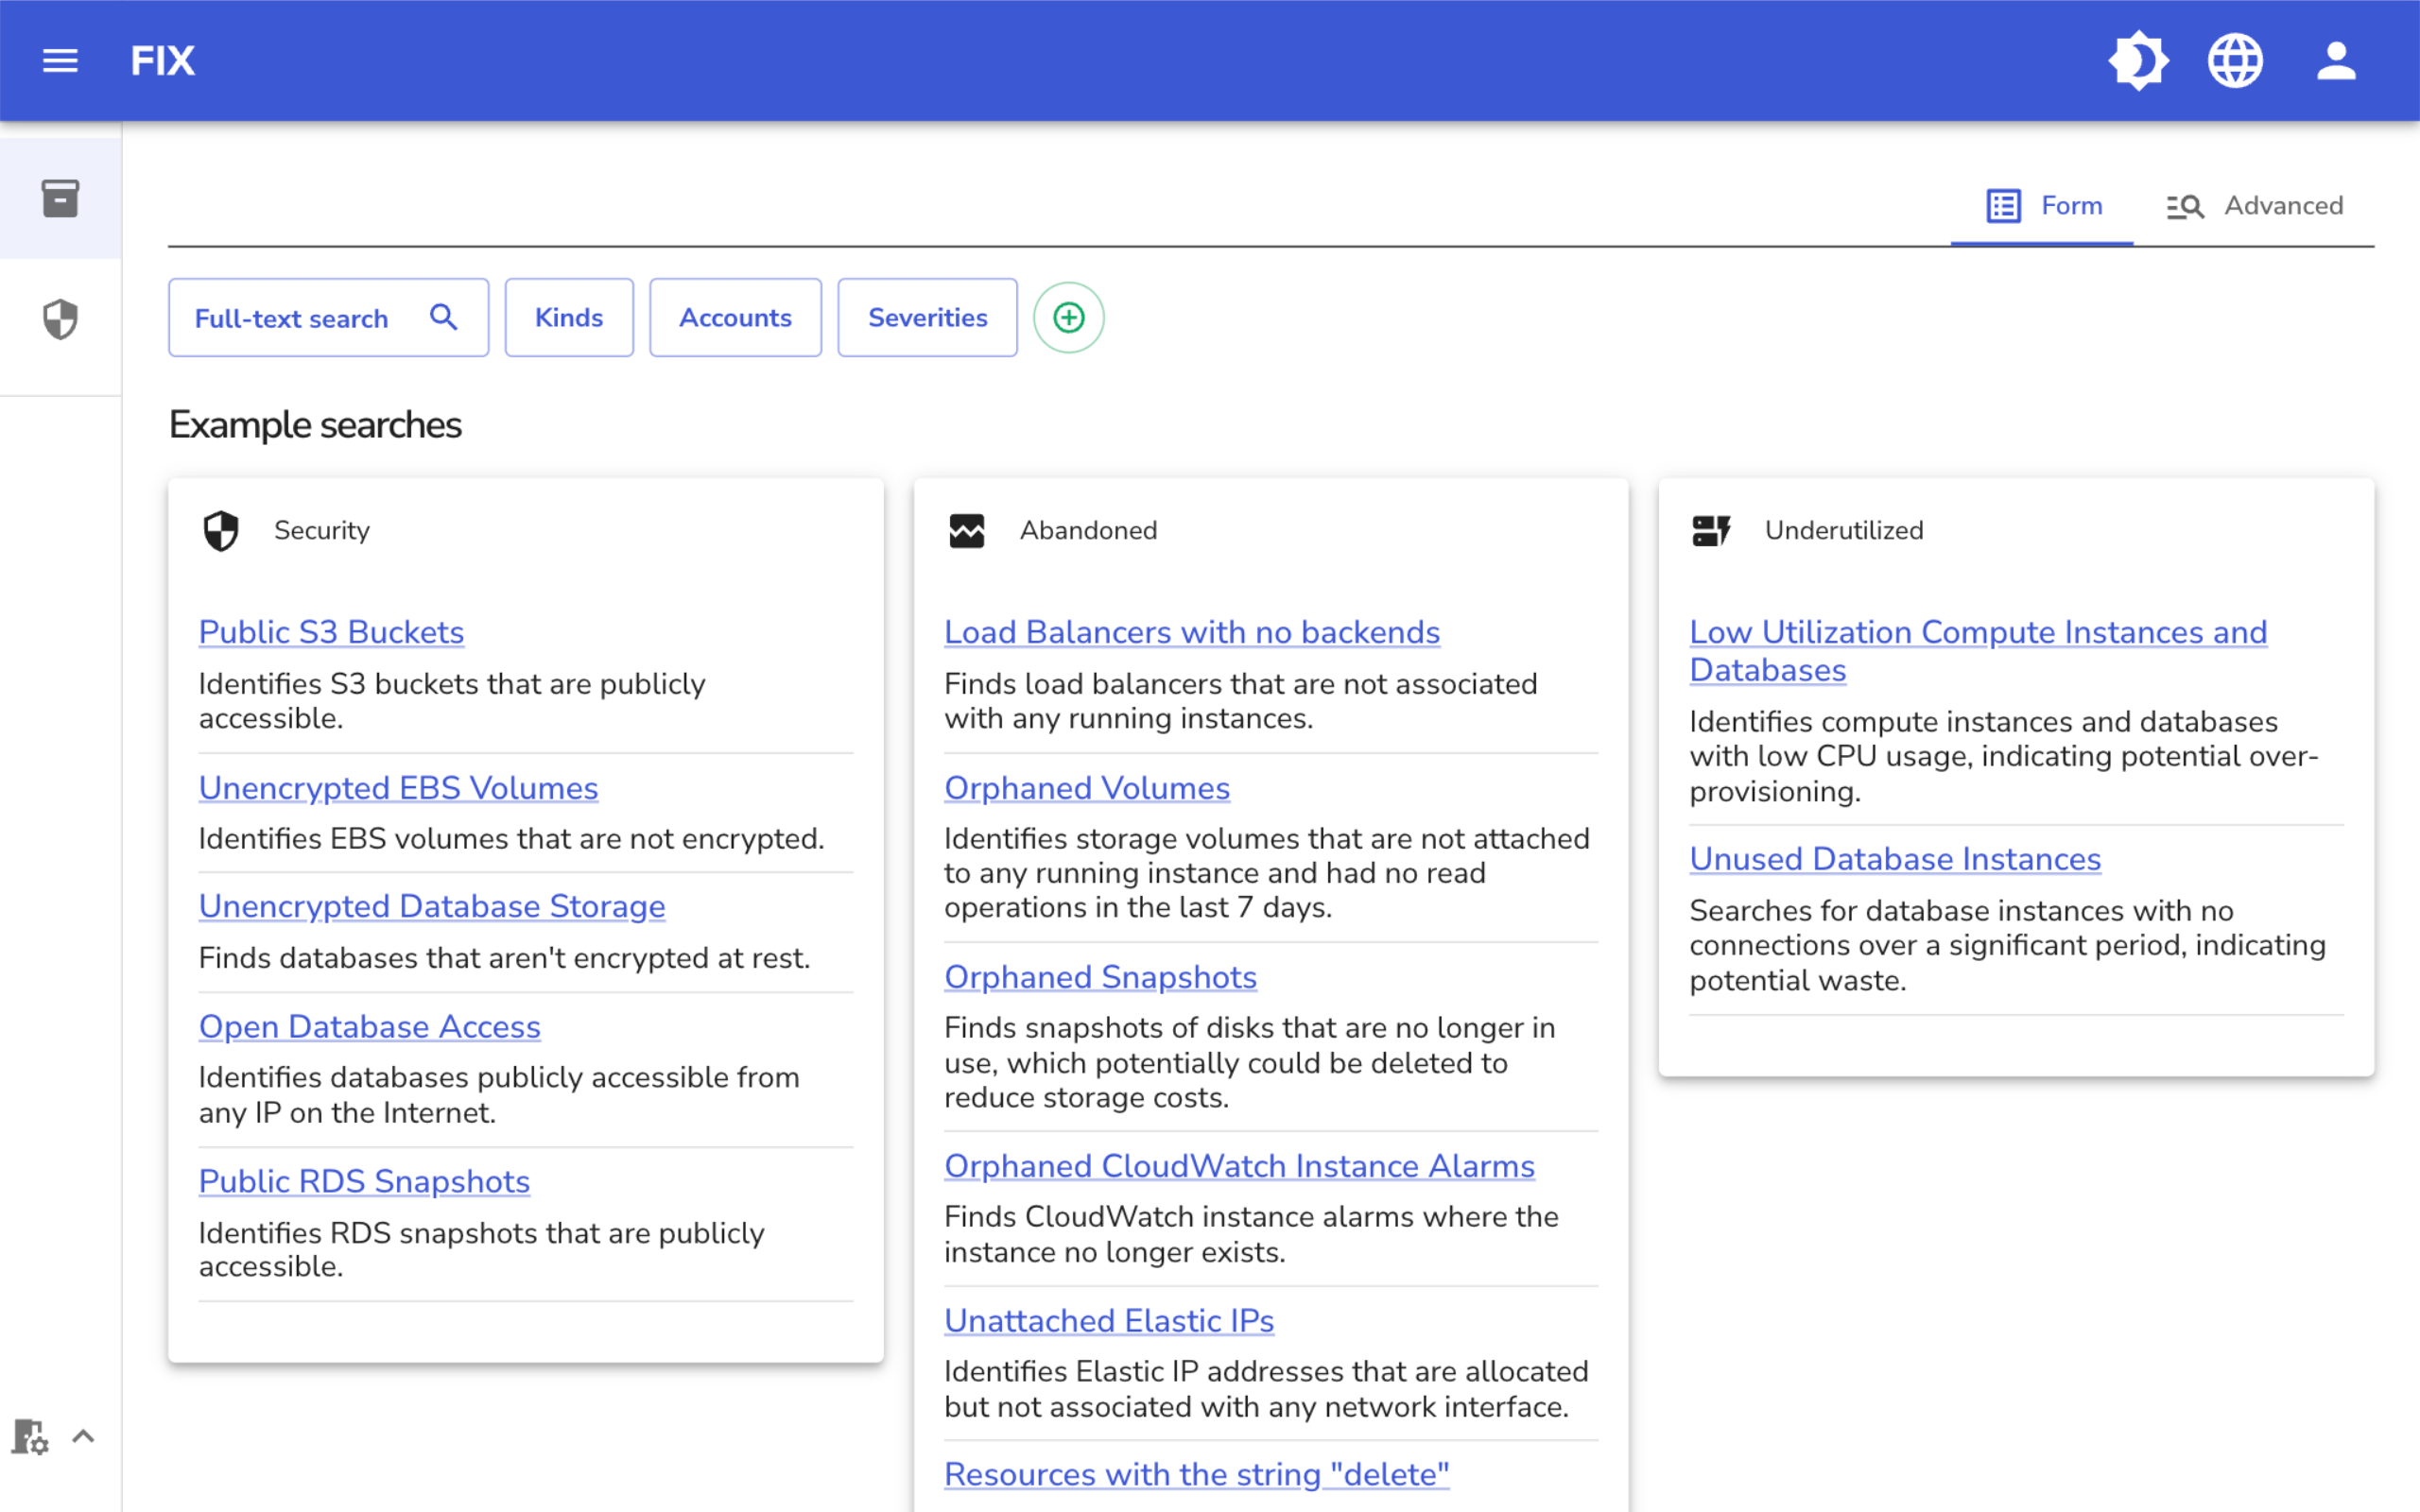 FIX
Form
Advanced
Full-text search
Kinds
Accounts
Severities
Example searches
Security
Public S3 Buckets
Identifies S3 buckets that are publicly
accessible.
Unencrypted EBS Volumes
Identifies EBS volumes that are not encrypted.
Unencrypted Database Storage
Finds databases that aren't encrypted at rest.
Open Database Access
Identifies databases publicly accessible from
any IP on the Internet.
Public RDS Snapshots
Identifies RDS snapshots that are publicly
accessible.
Abandoned
Load Balancers with no backends
Finds load balancers that are not associated
with any running instances.
Orphaned Volumes
Identifies storage volumes that are not attached
to any running instance and had no read
operations in the last 7 days.
Orphaned Snapshots
Finds snapshots of disks that are no longer in
use, which potentially could be deleted to
reduce storage costs.
Orphaned CloudWatch Instance Alarms
Finds CloudWatch instance alarms where the
instance no longer exists.
Unattached Elastic IPs
Identifies Elastic IP addresses that are allocated
but not associated with any network interface.
Resources with the string "delete"
Underutilized
Low Utilization Compute Instances and
Databases
Identifies compute instances and databases
with low CPU usage, indicating potential over-
provisioning.
Unused Database Instances
Searches for database instances with no
connections over a significant period, indicating
potential waste.